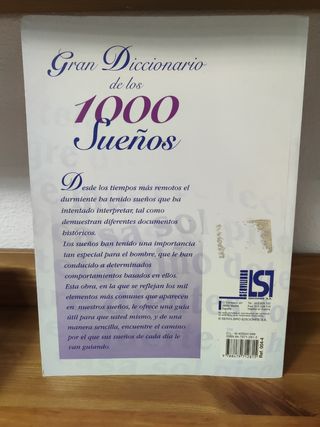 Gran Diccionario
de los
1000
Sueños
Desde los tiempos más remotos el
durmiente ha tenido sueños que ha
intentado interpretar, tal como
demuestran diferentes documentos
históricos.
Los sueños han tenido una importancia
tan especial para el hombre, que le
han conducido a determinados
comportamientos basados en ellos.
Esta obra, en la que se reflejan los mil
elementos más comunes que aparecen
en nuestros sueños, le ofrece una guía
útil para que usted mismo, y de una
manera sencilla, encuentre el camino
por el que sus sueños de cada día le
van guiando.
SERVILIBRO